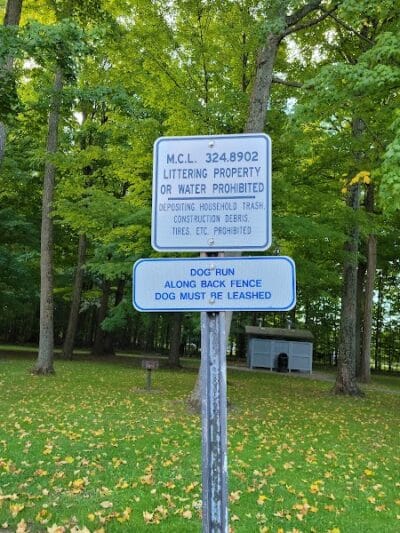 M.C.L. 324.8902
LITTERING PROPERTY
OR WATER PROHIBITED
DEPOSITING HOUSEHOLD TRASH,
CONSTRUCTION DEBRIS,
TIRES, ETC. PROHIBITED
DOG RUN
ALONG BACK FENCE
DOG MUST BE LEASHED